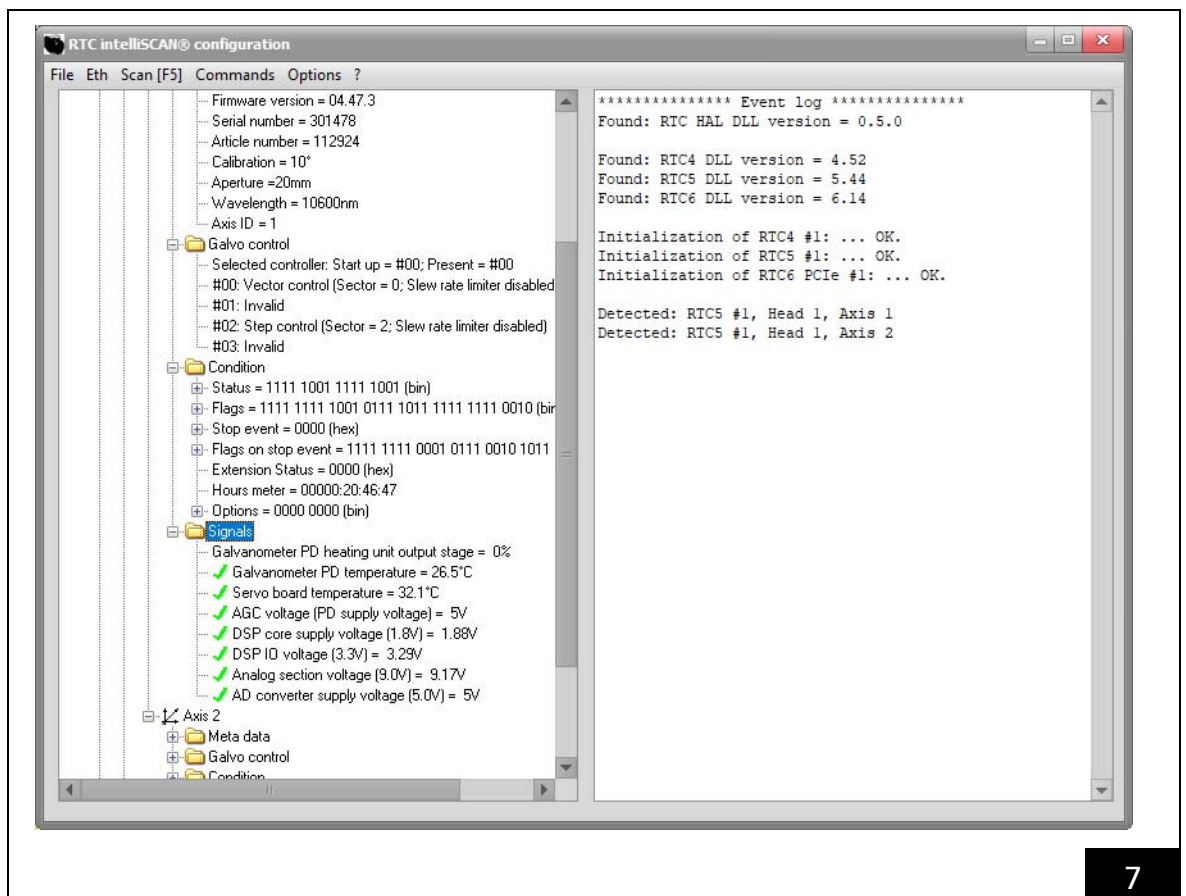 RTC intelliSCAN® configuration
File Eth Scan [F5] Commands Options ?
Firmware version = 04.47.3
Serial number = 301478
Article number = 112924
Calibration = 10°
Aperture =20mm
Wavelength = 10600nm
Axis ID = 1
Galvo control
Selected controller: Start up = #00; Present = #00
#00: Vector control (Sector = 0; Slew rate limiter disabled
#01: Invalid
#02: Step control (Sector = 2; Slew rate limiter disabled)
#03: Invalid
Condition
Status = 1111 1001 1111 1001 (bin)
Flags = 1111 1111 1001 0111 1011 1111 1111 0010 (bin
Stop event = 0000 (hex)
Flags on stop event = 1111 1111 0001 0111 0010 1011
Extension Status = 0000 (hex)
Hours meter = 00000:20:46:47
Options = 0000 0000 (bin)
Signals
Galvanometer PD heating unit output stage = 0%
Galvanometer PD temperature = 26.5°C
Servo board temperature = 32.1°C
AGC voltage (PD supply voltage) = 5V
DSP core supply voltage (1.8V) = 1.88V
DSP IO voltage (3.3V) = 3.29V
Analog section voltage (9.0V) = 9.17V
AD converter supply voltage (5.0V) = 5V
Axis 2
Meta data
Galvo control
Condition
*************** Event log ***************
Found: RTC HAL DLL version = 0.5.0
Found: RTC4 DLL version = 4.52
Found: RTC5 DLL version = 5.44
Found: RTC6 DLL version = 6.14
Initialization of RTC4 #1: ... OK.
Initialization of RTC5 #1: ... OK.
Initialization of RTC6 PCIe #1: ... OK.
Detected: RTC5 #1, Head 1, Axis 1
Detected: RTC5 #1, Head 1, Axis 2
7